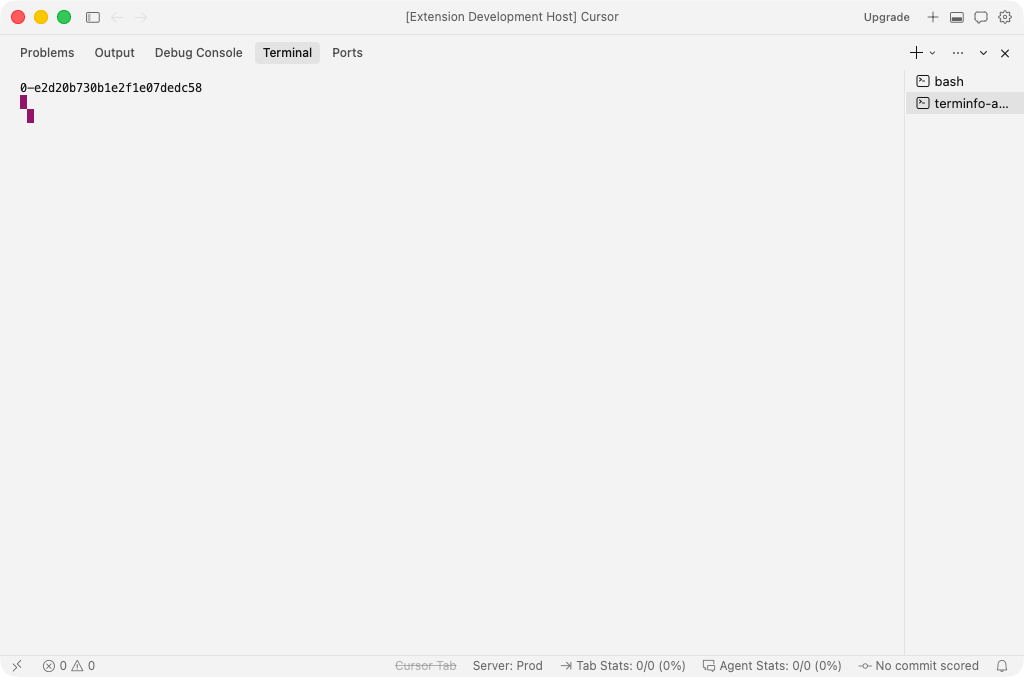 [Extension Development Host] Cursor
Upgrade
Problems Output Debug Console Terminal Ports
0-e2d20b730b1e2f1e07dedc58
bash
terminfo-a...
0 0 Cursor Tab Server: Prod Tab Stats: 0/0 (0%) Agent Stats: 0/0 (0%) No commit scored